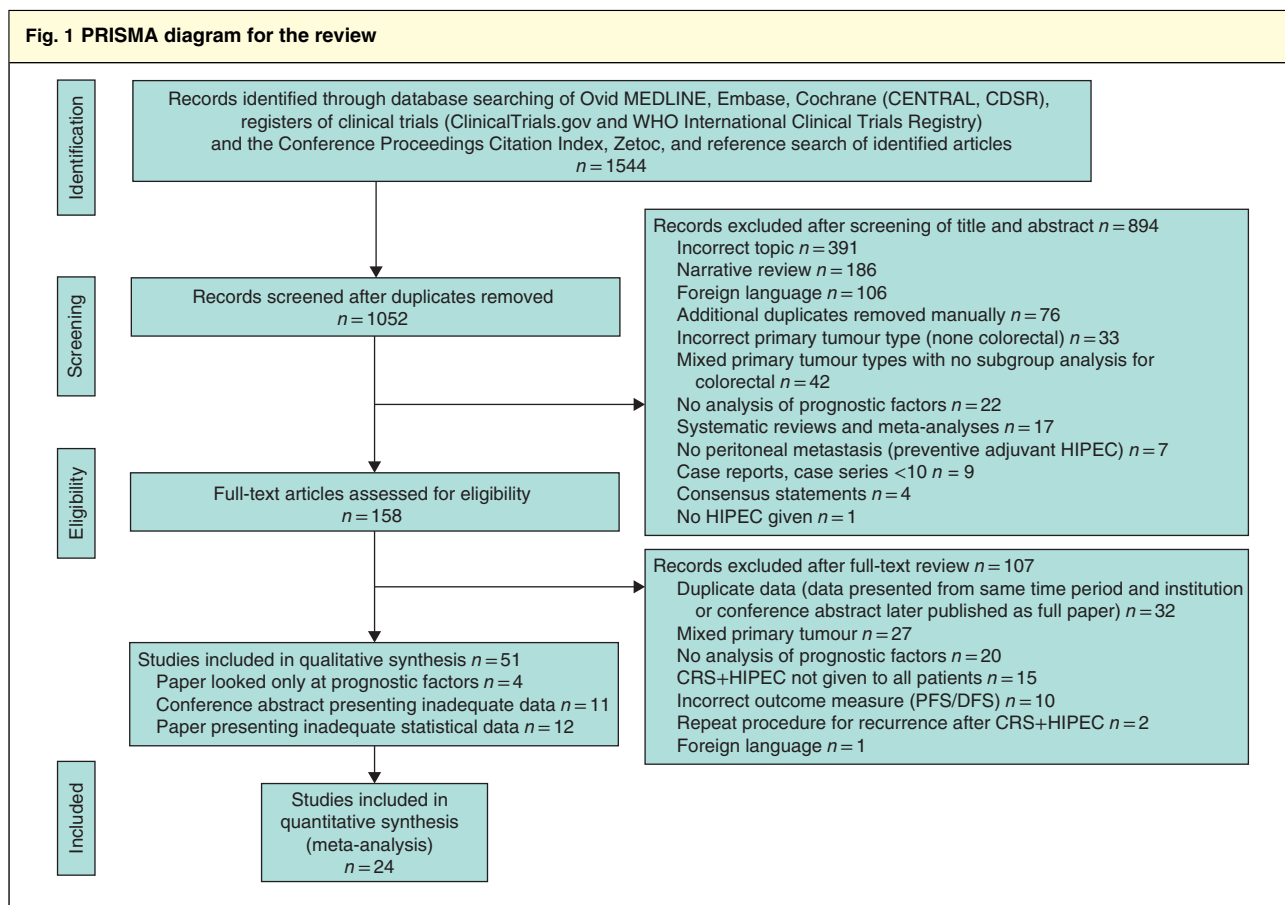 Fig. 1 PRISMA diagram for the review
Identification
Records identified through database searching of Ovid MEDLINE, Embase, Cochrane (CENTRAL, CDSR),
registers of clinical trials (ClinicalTrials.gov and WHO International Clinical Trials Registry)
and the Conference Proceedings Citation Index, Zetoc, and reference search of identified articles
n = 1544
Screening
Records screened after duplicates removed
n = 1052
Records excluded after screening of title and abstract n = 894
Incorrect topic n = 391
Narrative review n = 186
Foreign language n = 106
Additional duplicates removed manually n = 76
Incorrect primary tumour type (none colorectal) n = 33
Mixed primary tumour types with no subgroup analysis for
colorectal n = 42
No analysis of prognostic factors n = 22
Systematic reviews and meta-analyses n = 17
No peritoneal metastasis (preventive adjuvant HIPEC) n = 7
Case reports, case series <10 n = 9
Consensus statements n = 4
No HIPEC given n = 1
Eligibility
Full-text articles assessed for eligibility
n = 158
Records excluded after full-text review n = 107
Duplicate data (data presented from same time period and institution
or conference abstract later published as full paper) n = 32
Mixed primary tumour n = 27
No analysis of prognostic factors n = 20
CRS+HIPEC not given to all patients n = 15
Incorrect outcome measure (PFS/DFS) n = 10
Repeat procedure for recurrence after CRS+HIPEC n = 2
Foreign language n = 1
Studies included in qualitative synthesis n = 51
Paper looked only at prognostic factors n = 4
Conference abstract presenting inadequate data n = 11
Paper presenting inadequate statistical data n = 12
Included
Studies included in
quantitative synthesis
(meta-analysis)
n = 24